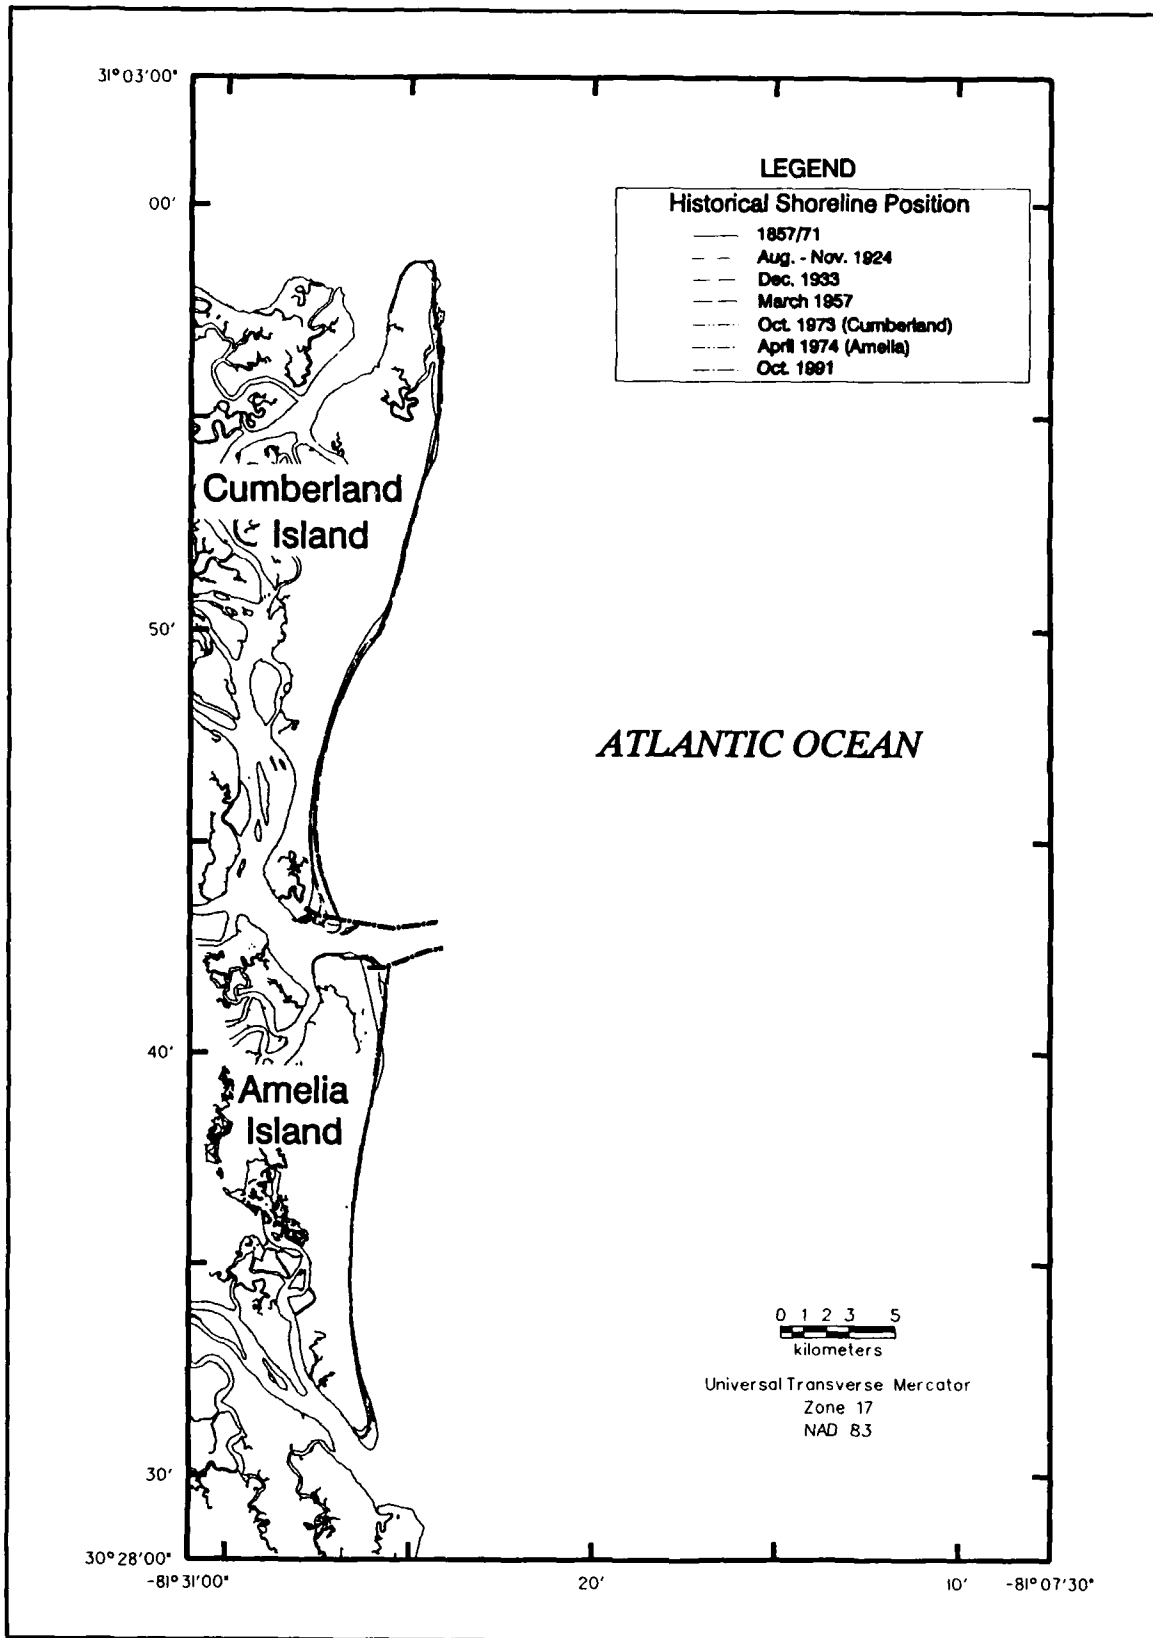 31°03'00"
LEGEND
Historical Shoreline Position
00'
1857/71
Aug. - Nov. 1924
Dec. 1933
March 1957
Oct. 1973 (Cumberland)
April 1974 (Amelia)
Oct. 1991
Cumberland
Island
50'
ATLANTIC OCEAN
40'
Amelia
Island
0 1 2 3 5
kilometers
Universal Transverse Mercator
Zone 17
NAD 83
30'
30°28'00"
-81°31'00"
20'
10'
-81°07'30"